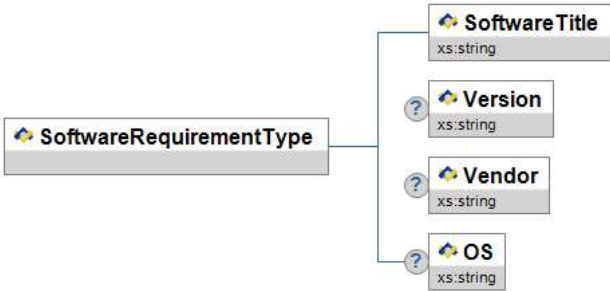 SoftwareTitle
xs:string
? Version
xs:string
SoftwareRequirementType
? Vendor
xs:string
? OS
xs:string